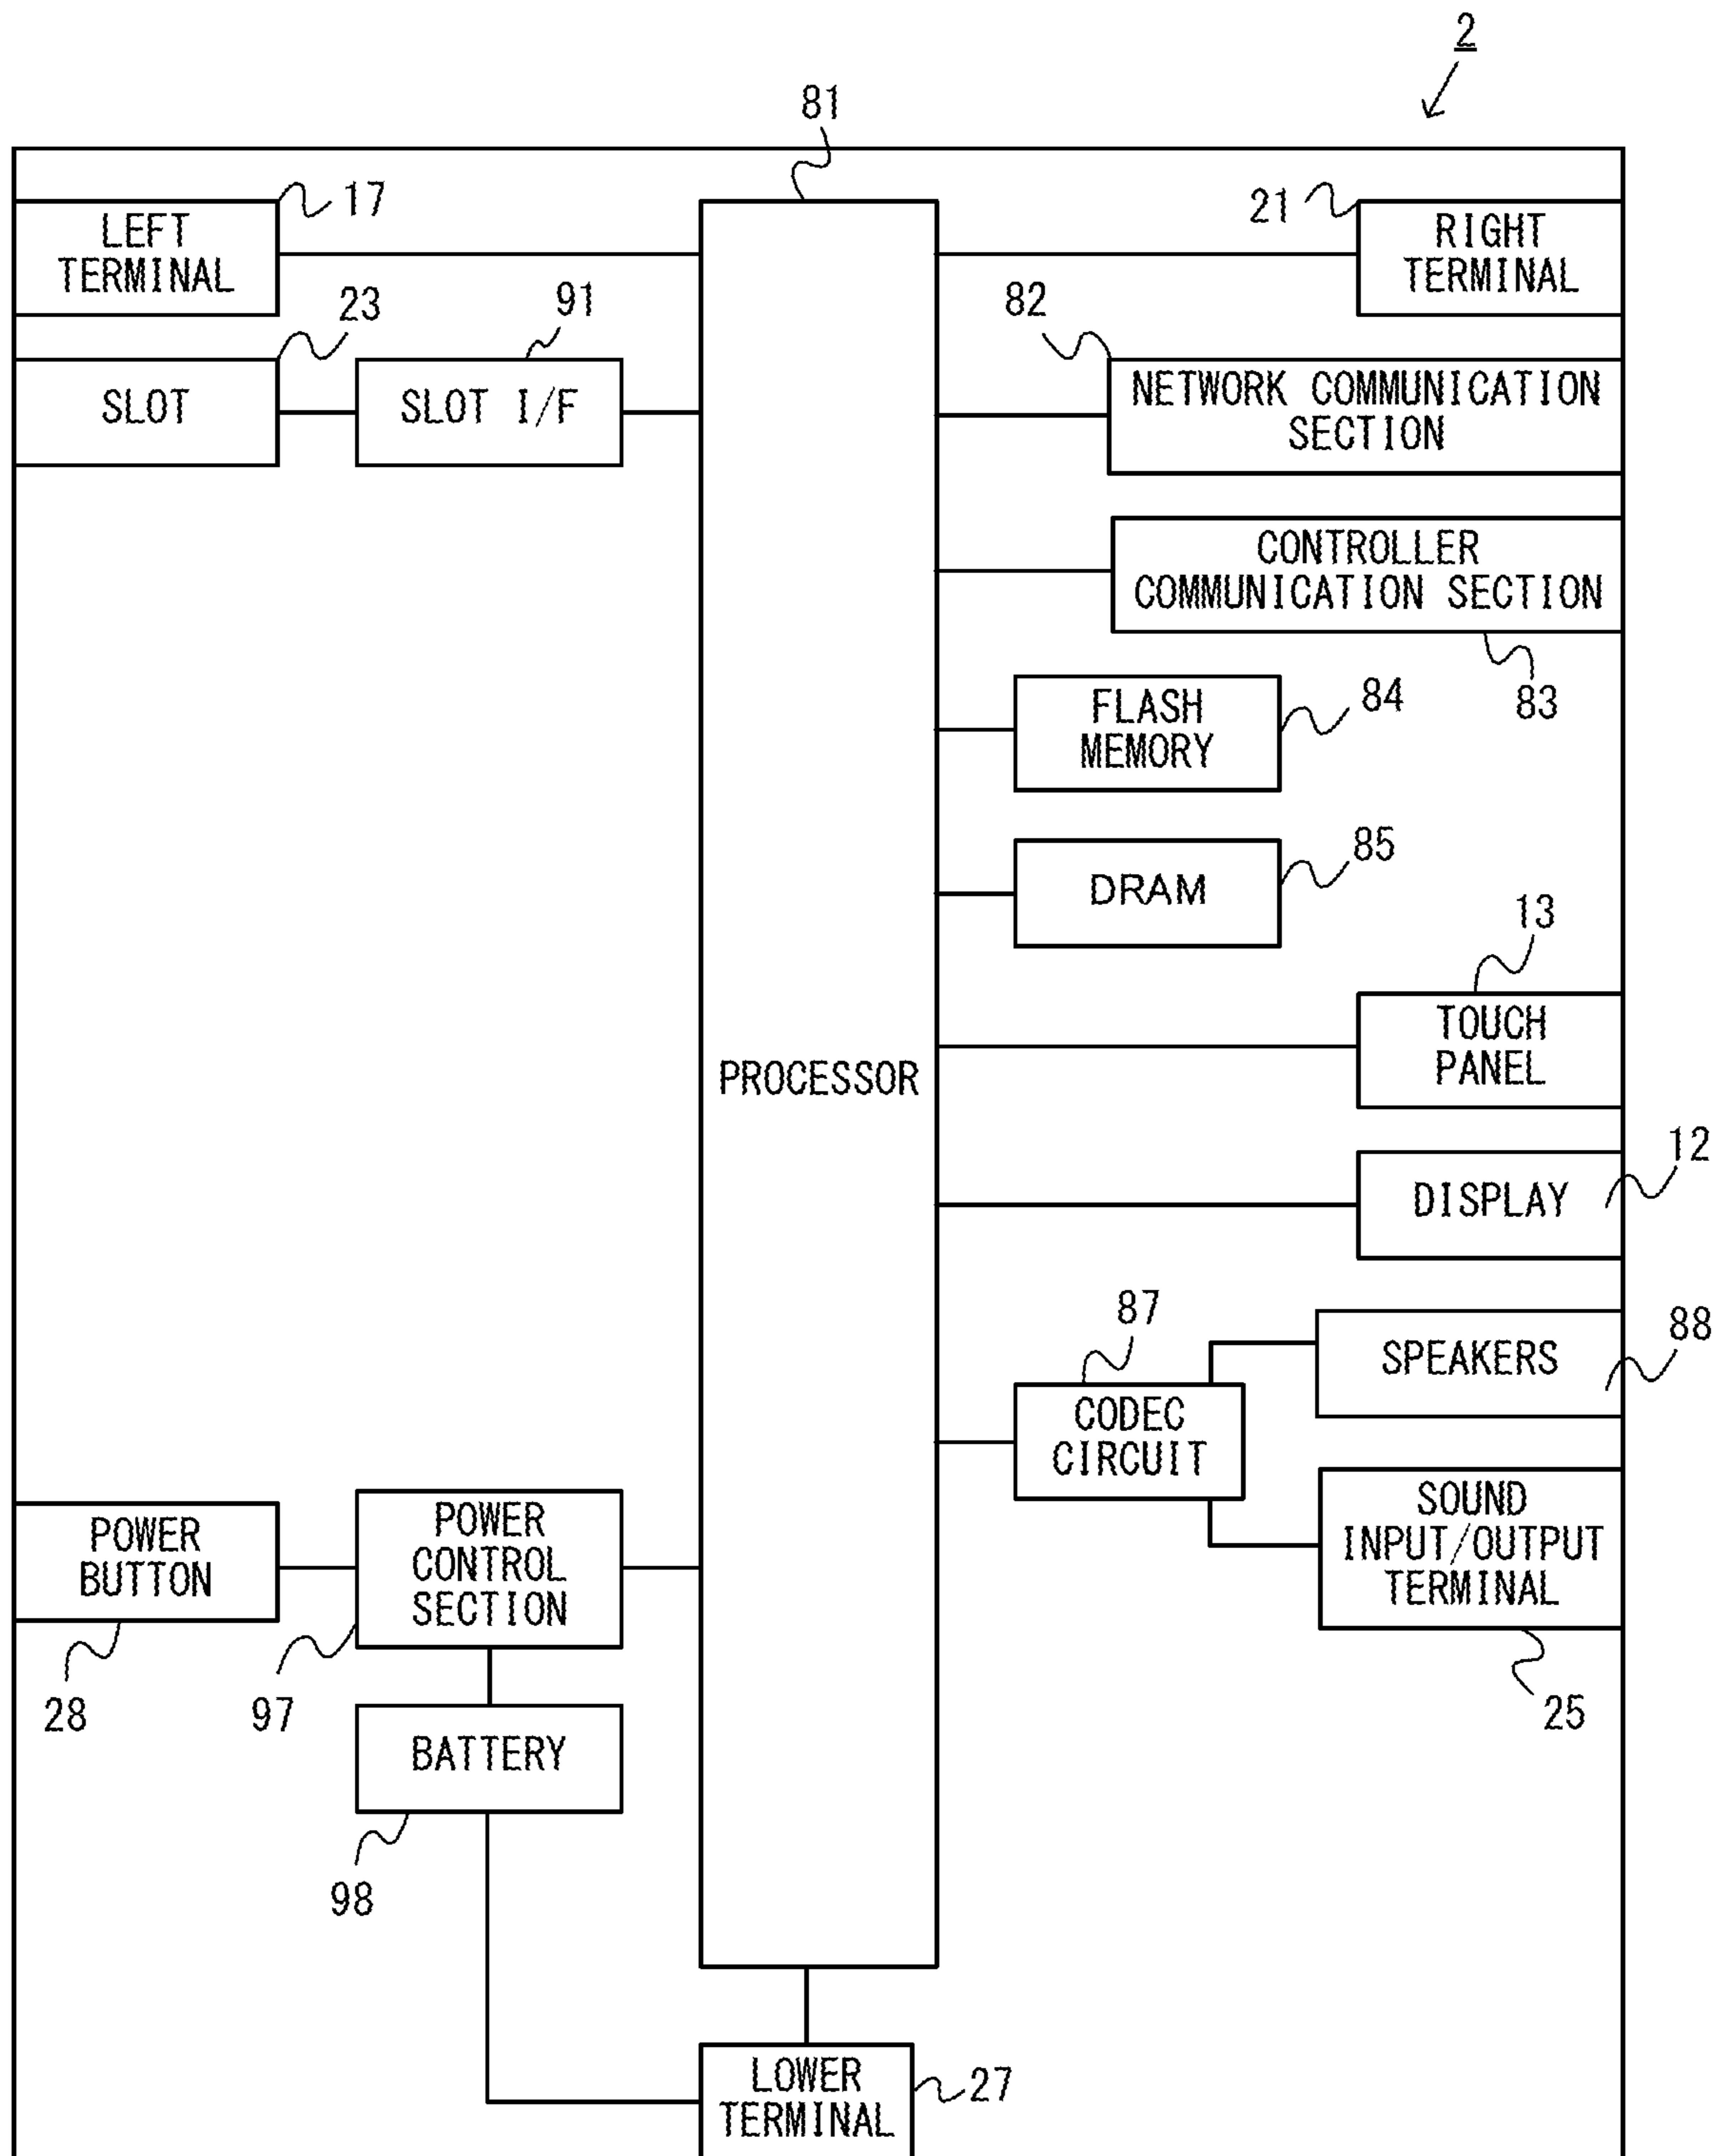 2
81
17
LEFT
TERMINAL
21
RIGHT
TERMINAL
23
91
82
SLOT
SLOT I/F
NETWORK COMMUNICATION
SECTION
CONTROLLER
COMMUNICATION SECTION
83
FLASH
MEMORY
84
DRAM
85
13
TOUCH
PANEL
PROCESSOR
12
DISPLAY
87
88
SPEAKERS
CODEC
CIRCUIT
SOUND
INPUT/OUTPUT
TERMINAL
25
POWER
BUTTON
28
POWER
CONTROL
SECTION
97
BATTERY
98
LOWER
TERMINAL
27